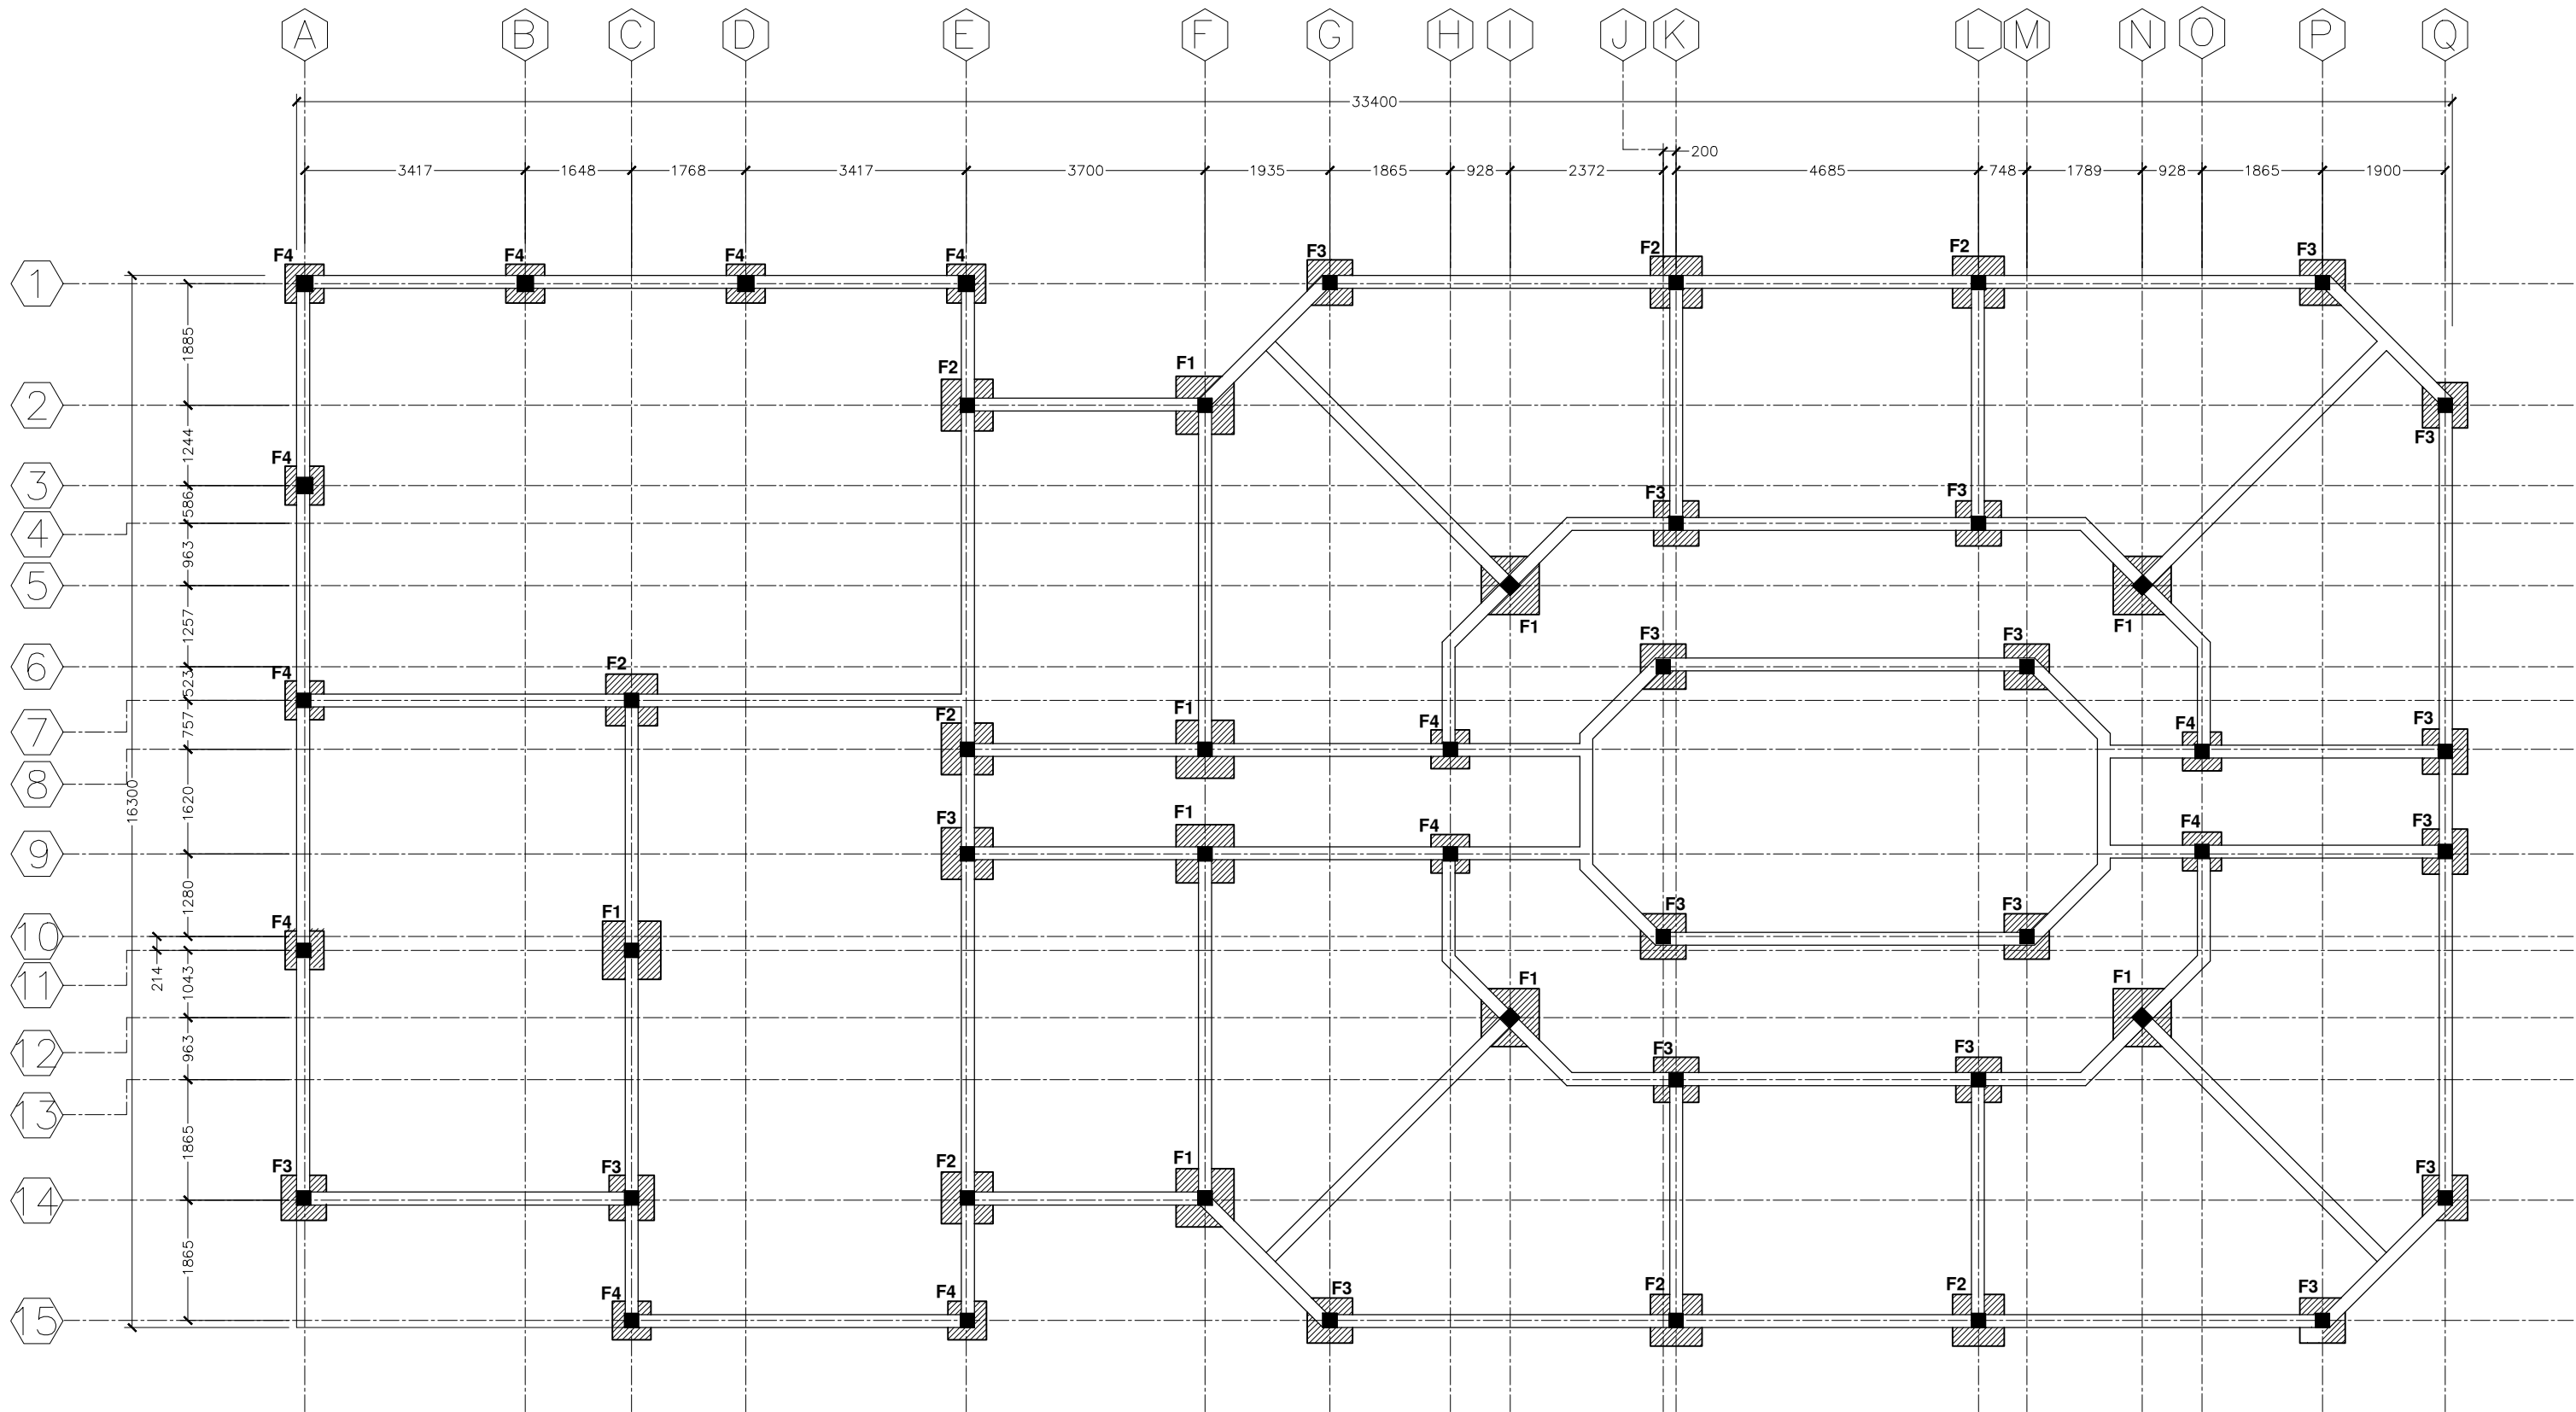 A B C D E F G H I J K L M N O P Q
33400
200
3417 1648 1768 3417 3700 1935 1865 928 2372 4685 748 1789 928 1865 1900
F4 F4 F4 F4 F3 F2 F2 F3
1
1885
F2 F1
2
F3
1244
F4
3
586
F3 F3
4
963
5
F1 F1
1257
F3 F3
6
F4 F2
523
7
F2 F1 F4 F4 F3
757
8
16300
1620
F3 F1 F4 F4 F3
9
1280
F4 F1 F3 F3
10
214
11
1043
F1 F1
12
963
F3 F3
13
1865
F3 F3 F2 F1 F3
14
1865
F4 F4 F3 F2 F2 F3
15